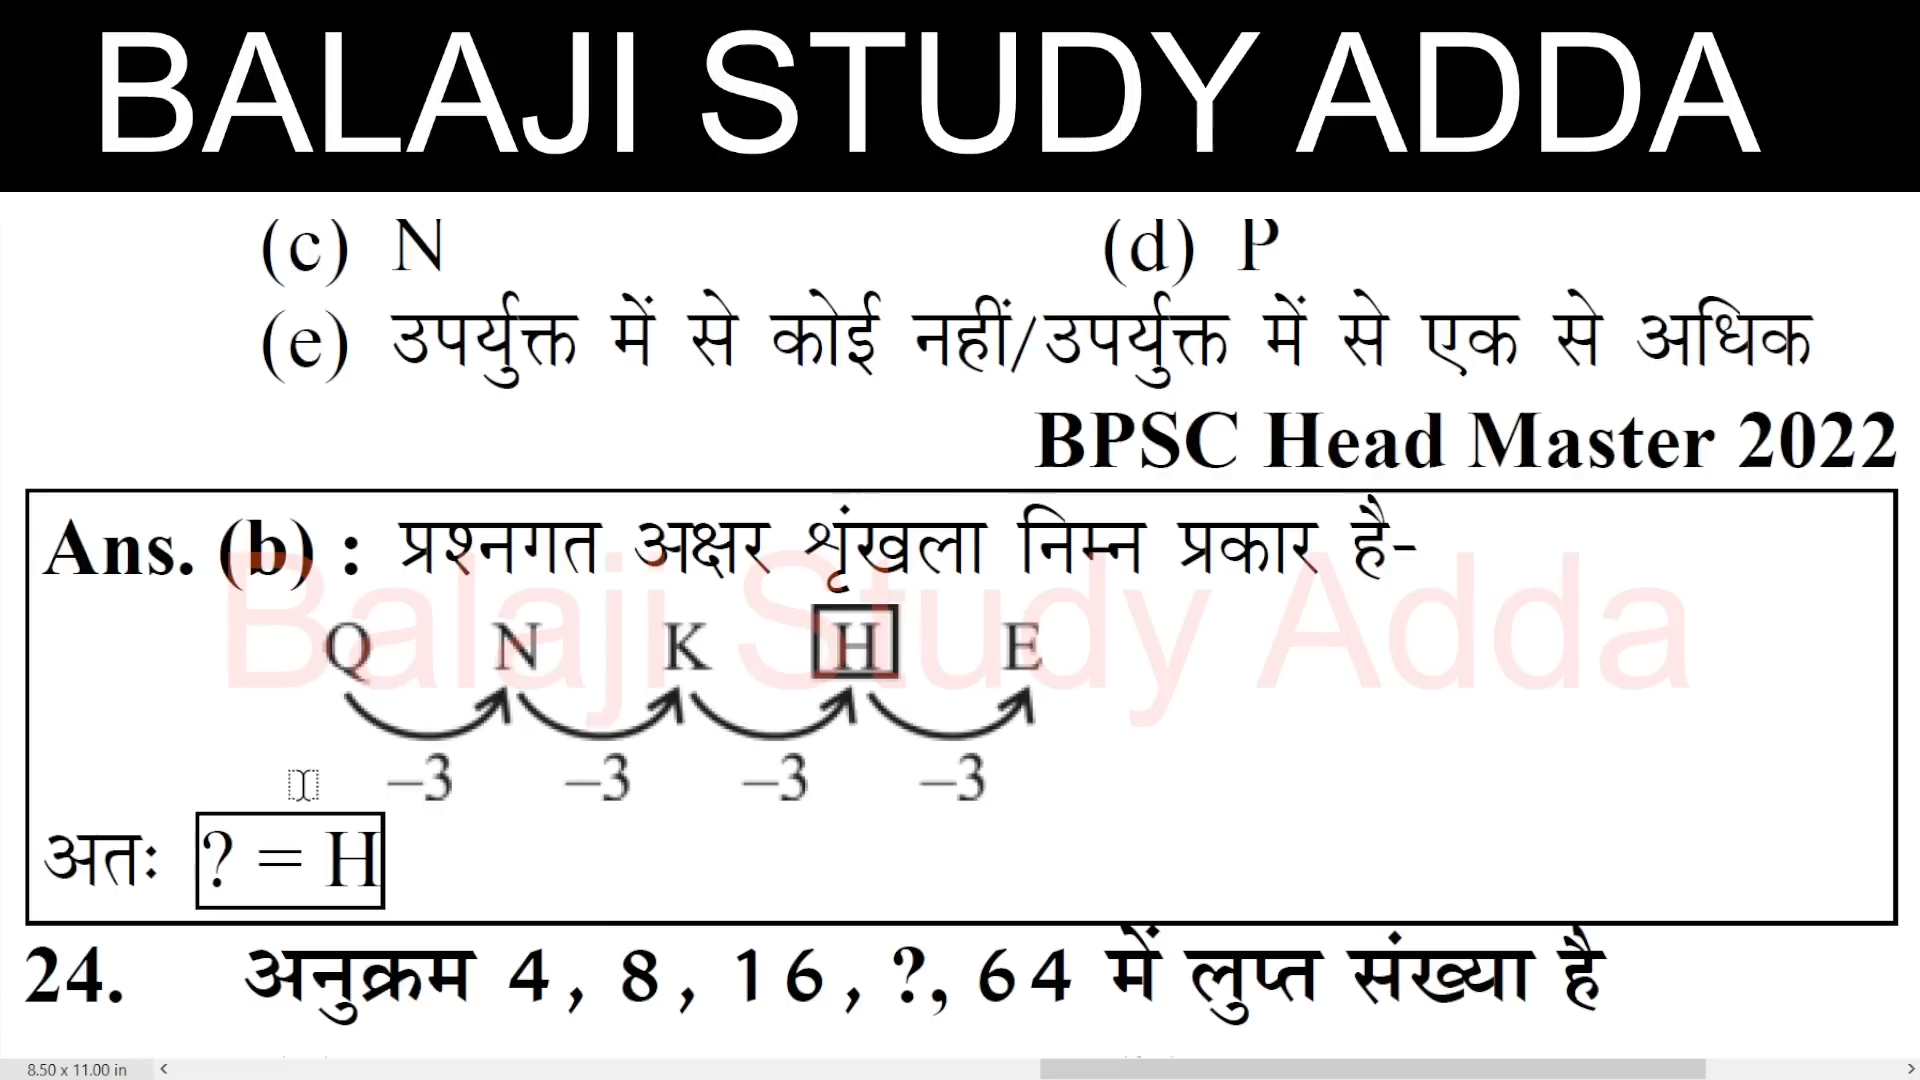 BALAJI STUDY ADDA
(c) N (d) P
(e) उपर्युक्त में से कोई नहीं/उपर्युक्त में से एक से अधिक
BPSC Head Master 2022
Ans. (b) : प्रश्नगत अक्षर शृंखला निम्न प्रकार है-
Balaji Study Adda
Q N K H E
–3 –3 –3 –3
अतः ? = H
24. अनुक्रम 4, 8, 16, ?, 64 में लुप्त संख्या है
8.50 x 11.00 in